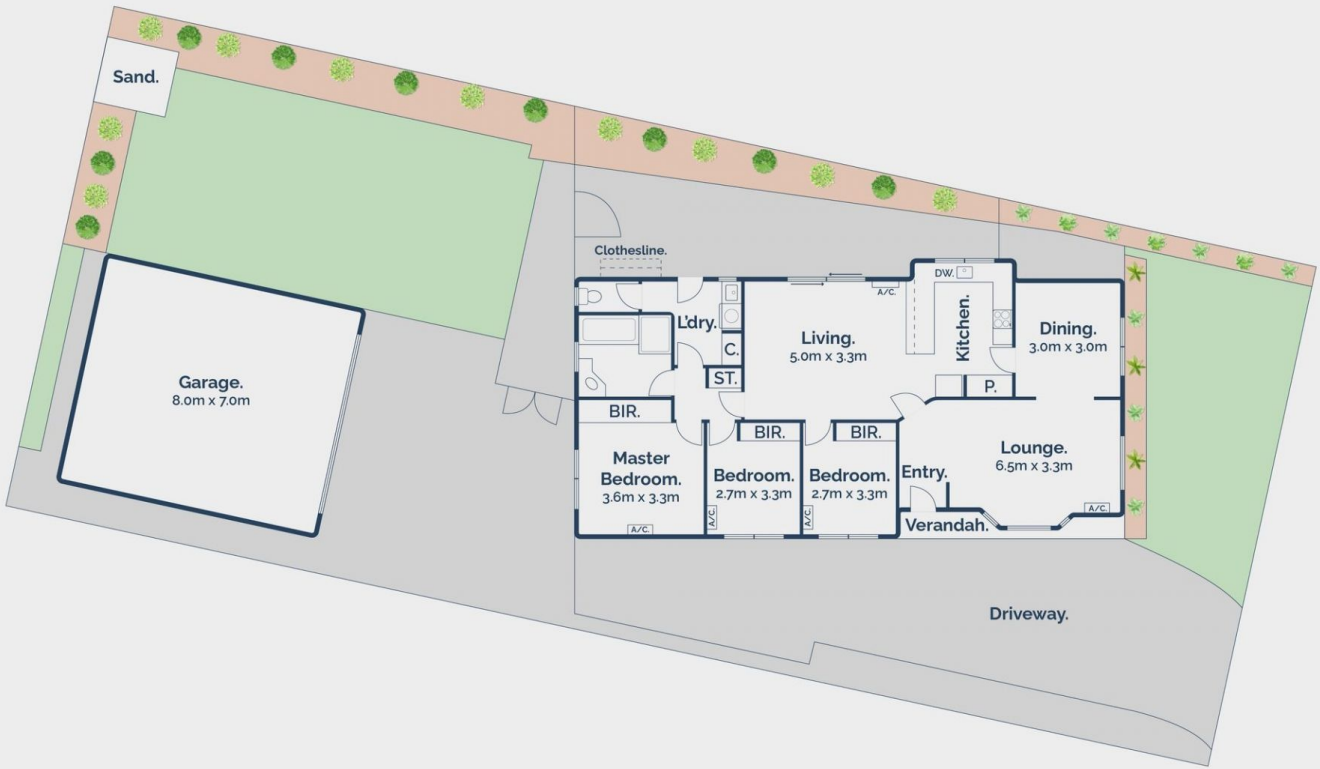 Sand.
Clothesline.
DW.
A/C.
L'dry.
Living.
5.0m x 3.3m
Kitchen.
Dining.
3.0m x 3.0m
C.
ST.
P.
Garage.
8.0m x 7.0m
BIR.
BIR.
BIR.
Master
Bedroom.
3.6m x 3.3m
A/C.
Bedroom.
2.7m x 3.3m
A/C.
Bedroom.
2.7m x 3.3m
A/C.
Entry.
Lounge.
6.5m x 3.3m
A/C.
Verandah.
Driveway.